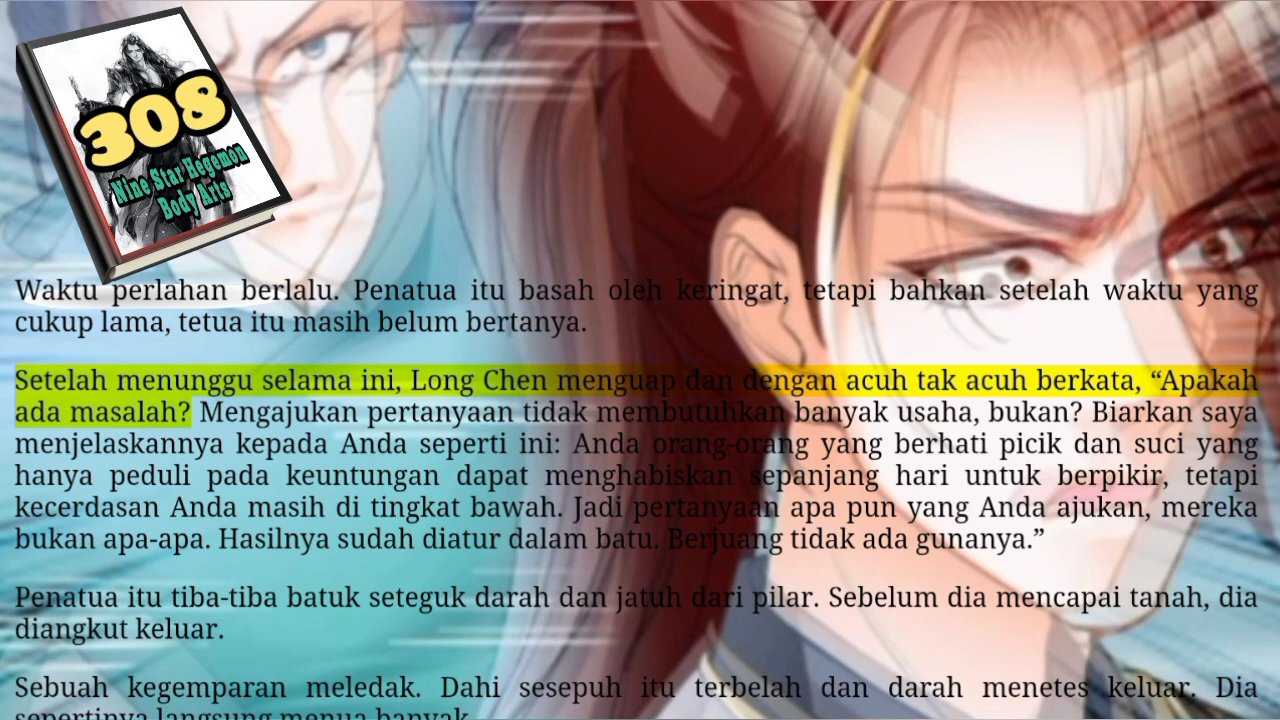 308
Nine Star Hegemon
Body Arts
Waktu perlahan berlalu. Penatua itu basah oleh keringat, tetapi bahkan setelah waktu yang
cukup lama, tetua itu masih belum bertanya.
Setelah menunggu selama ini, Long Chen menguap dan dengan acuh tak acuh berkata, “Apakah
ada masalah? Mengajukan pertanyaan tidak membutuhkan banyak usaha, bukan? Biarkan saya
menjelaskannya kepada Anda seperti ini: Anda orang-orang yang berhati picik dan suci yang
hanya peduli pada keuntungan dapat menghabiskan sepanjang hari untuk berpikir, tetapi
kecerdasan Anda masih di tingkat bawah. Jadi pertanyaan apa pun yang Anda ajukan, mereka
bukan apa-apa. Hasilnya sudah diatur dalam batu. Berjuang tidak ada gunanya.”
Penatua itu tiba-tiba batuk seteguk darah dan jatuh dari pilar. Sebelum dia mencapai tanah, dia
diangkut keluar.
Sebuah kegemparan meledak. Dahi sesepuh itu terbelah dan darah menetes keluar. Dia
sepertinya langsung menua banyak.